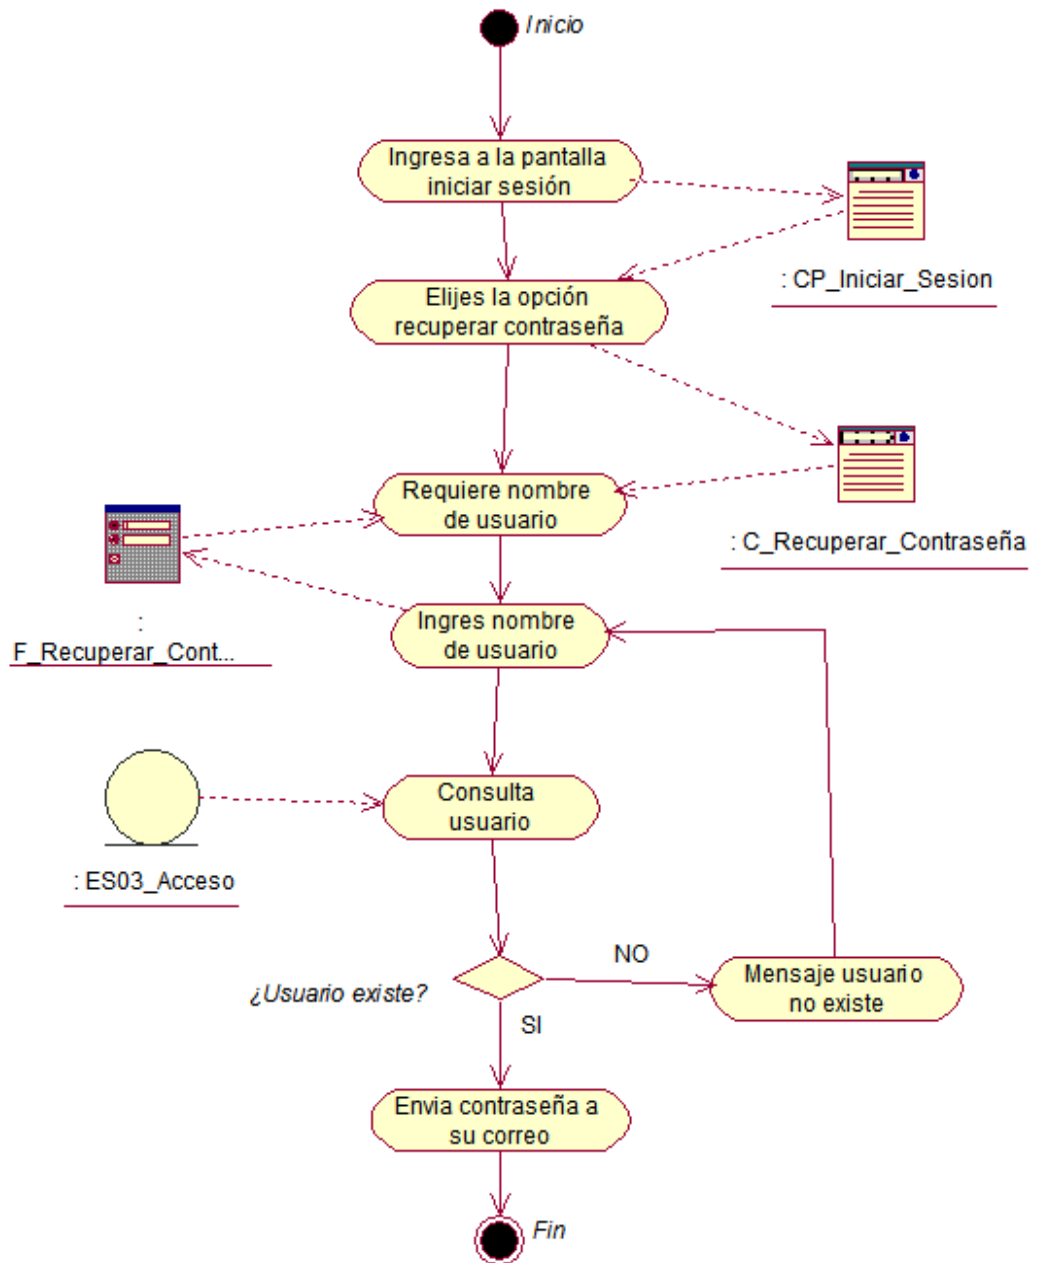 Inicio
Ingresa a la pantalla
iniciar sesión
: CP_Iniciar_Sesion
Elijes la opción
recuperar contraseña
Requiere nombre
de usuario
: C_Recuperar_Contraseña
:
F_Recuperar_Cont...
Ingres nombre
de usuario
Consulta
usuario
: ES03_Acceso
¿Usuario existe?
NO
Mensaje usuario
no existe
SI
Envia contraseña a
su correo
Fin